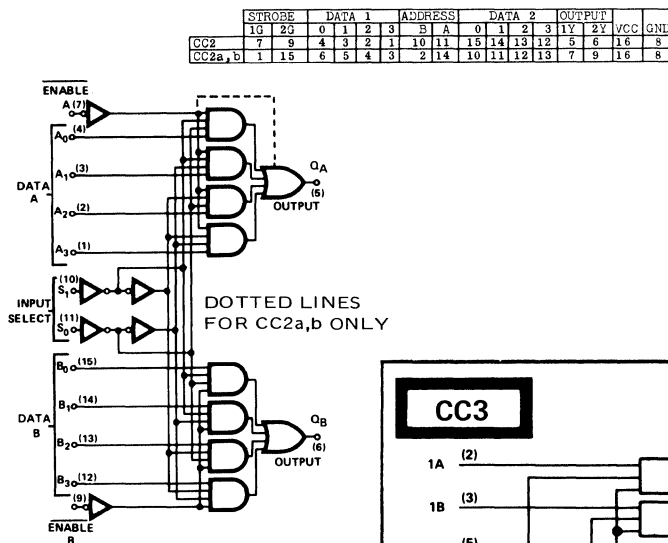 STROBE DATA 1 ADDRESS DATA 2 OUTPUT
1G 2G 0 1 2 3 B A 0 1 2 3 1Y 2Y VCC GND
CC2 7 9 4 3 2 1 10 11 15 14 13 12 5 6 16 8
CC2a,b 1 15 6 5 4 3 2 14 10 11 12 13 7 9 16 8
ENABLE
A (7)
A0 (4)
A1 (3)
DATA
A
A2 (2)
A3 (1)
QA
(5)
OUTPUT
INPUT
SELECT
S1 (10)
S0 (11)
DOTTED LINES
FOR CC2a,b ONLY
B0 (15)
B1 (14)
DATA
B
B2 (13)
B3 (12)
(9)
ENABLE
B
QB
(6)
OUTPUT
CC3
1A (2)
1B (3)
(5)